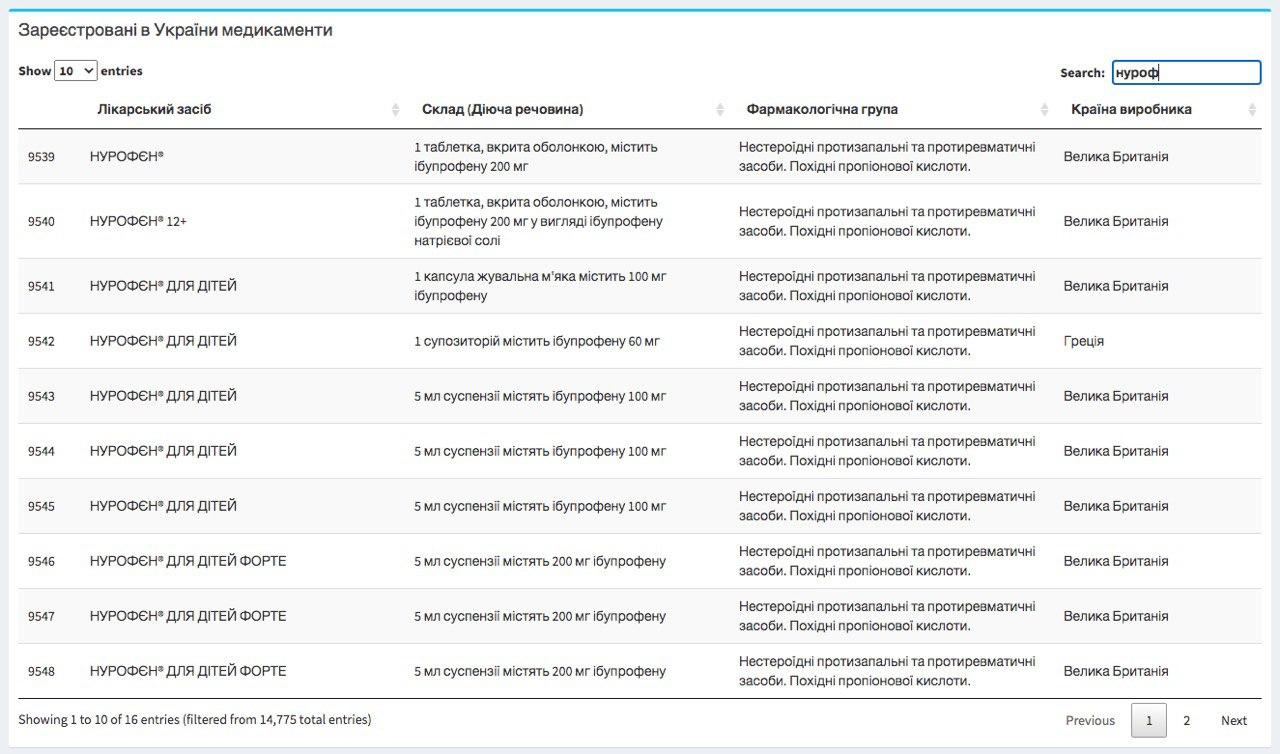 Зареєстровані в України медикаменти
Show 10 entries
Search: нуроф
Лікарський засіб Склад (Діюча речовина) Фармакологічна група Країна виробника
9539 НУРОФЄН® 1 таблетка, вкрита оболонкою, містить ібупрофену 200 мг Нестероїдні протизапальні та протиревматичні засоби. Похідні пропіонової кислоти. Велика Британія
9540 НУРОФЄН® 12+ 1 таблетка, вкрита оболонкою, містить ібупрофену 200 мг у вигляді ібупрофену натрієвої солі Нестероїдні протизапальні та протиревматичні засоби. Похідні пропіонової кислоти. Велика Британія
9541 НУРОФЄН® ДЛЯ ДІТЕЙ 1 капсула жувальна м'яка містить 100 мг ібупрофену Нестероїдні протизапальні та протиревматичні засоби. Похідні пропіонової кислоти. Велика Британія
9542 НУРОФЄН® ДЛЯ ДІТЕЙ 1 супозиторій містить ібупрофену 60 мг Нестероїдні протизапальні та протиревматичні засоби. Похідні пропіонової кислоти. Греція
9543 НУРОФЄН® ДЛЯ ДІТЕЙ 5 мл суспензії містять ібупрофену 100 мг Нестероїдні протизапальні та протиревматичні засоби. Похідні пропіонової кислоти. Велика Британія
9544 НУРОФЄН® ДЛЯ ДІТЕЙ 5 мл суспензії містять ібупрофену 100 мг Нестероїдні протизапальні та протиревматичні засоби. Похідні пропіонової кислоти. Велика Британія
9545 НУРОФЄН® ДЛЯ ДІТЕЙ 5 мл суспензії містять ібупрофену 100 мг Нестероїдні протизапальні та протиревматичні засоби. Похідні пропіонової кислоти. Велика Британія
9546 НУРОФЄН® ДЛЯ ДІТЕЙ ФОРТЕ 5 мл суспензії містять 200 мг ібупрофену Нестероїдні протизапальні та протиревматичні засоби. Похідні пропіонової кислоти. Велика Британія
9547 НУРОФЄН® ДЛЯ ДІТЕЙ ФОРТЕ 5 мл суспензії містять 200 мг ібупрофену Нестероїдні протизапальні та протиревматичні засоби. Похідні пропіонової кислоти. Велика Британія
9548 НУРОФЄН® ДЛЯ ДІТЕЙ ФОРТЕ 5 мл суспензії містять 200 мг ібупрофену Нестероїдні протизапальні та протиревматичні засоби. Похідні пропіонової кислоти. Велика Британія
Showing 1 to 10 of 16 entries (filtered from 14,775 total entries)
Previous 1 2 Next